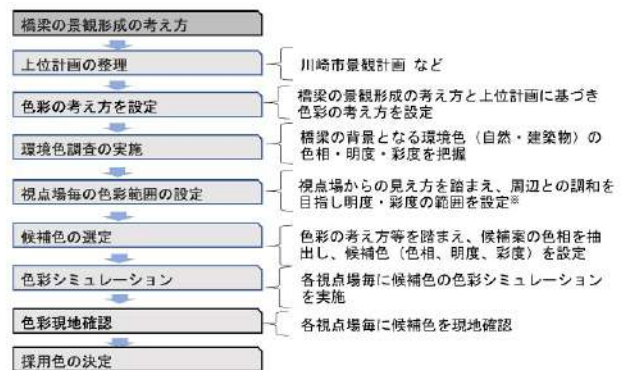 橋梁の景観形成の考え方
上位計画の整理
川崎市景観計画 など
色彩の考え方を設定
橋梁の景観形成の考え方と上位計画に基づき
色彩の考え方を設定
環境色調査の実施
橋梁の背景となる環境色（自然・建築物）の
色相・明度・彩度を把握
視点場毎の色彩範囲の設定
視点場からの見え方を踏まえ、周辺との調和を
目指し明度・彩度の範囲を設定※
候補色の選定
色彩の考え方等を踏まえ、候補案の色相を抽
出し、候補色（色相、明度、彩度）を設定
色彩シミュレーション
各視点場毎に候補色の色彩シミュレーション
を実施
色彩現地確認
各視点場毎に候補色を現地確認
採用色の決定